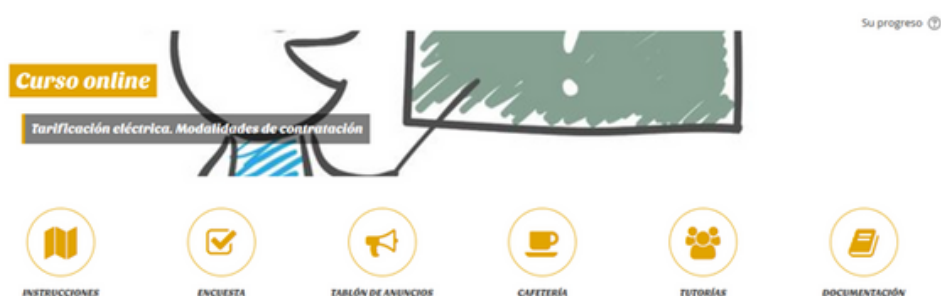 Su progreso
Curso online
Tarificación eléctrica. Modalidades de contratación
INSTRUCCIONES
ENCUESTA
TABLÓN DE ANUNCIOS
CAFETERÍA
TUTORÍAS
DOCUMENTACIÓN